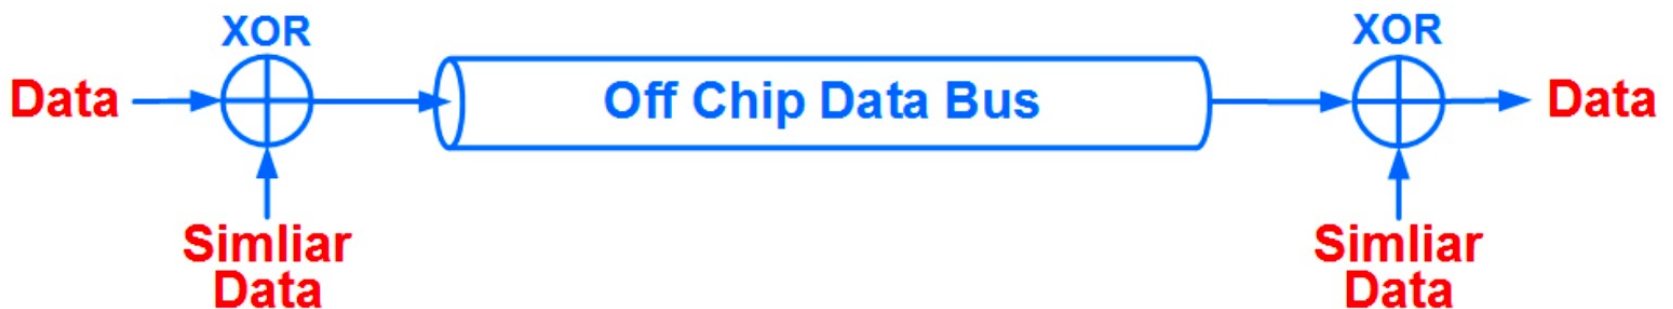 XOR
XOR
Data
Off Chip Data Bus
Data
Simliar
Data
Simliar
Data